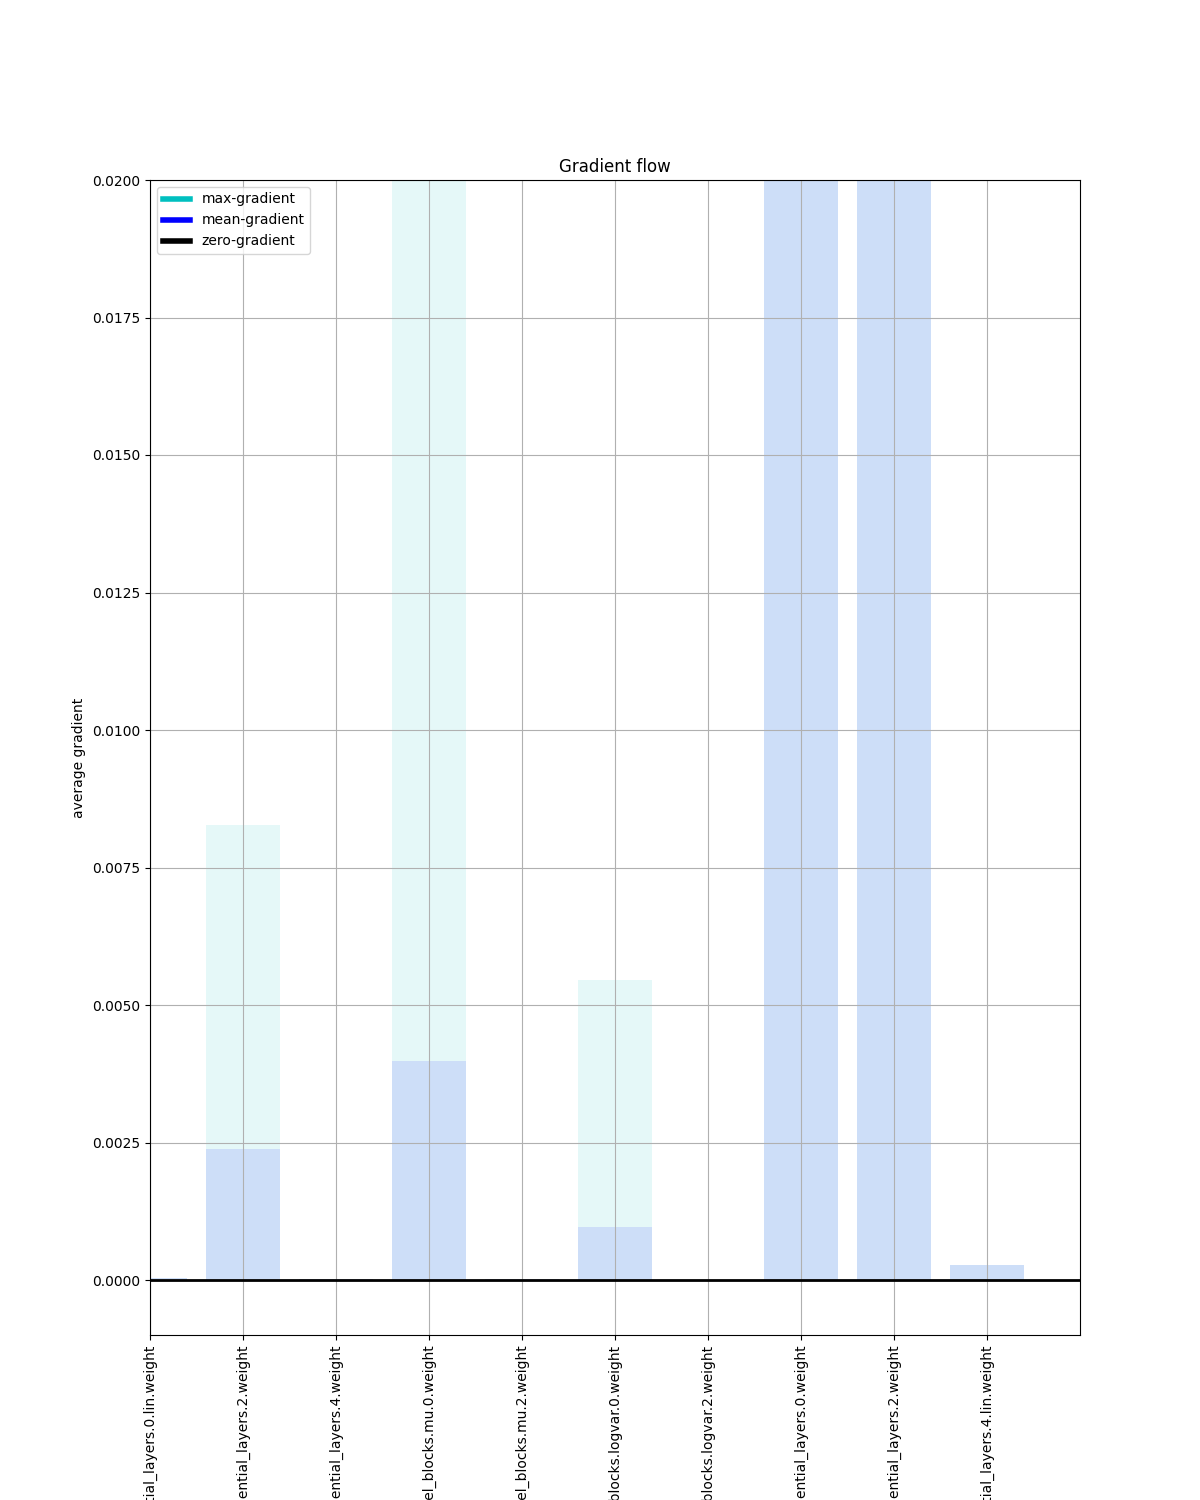 Gradient flow
max-gradient
mean-gradient
zero-gradient
0.0200
0.0175
0.0150
0.0125
0.0100
0.0075
0.0050
0.0025
0.0000
average gradient
tial_layers.0.lin.weight
ential_layers.2.weight
ential_layers.4.weight
el_blocks.mu.0.weight
el_blocks.mu.2.weight
blocks.logvar.0.weight
blocks.logvar.2.weight
ential_layers.0.weight
ential_layers.2.weight
tial_layers.4.lin.weight